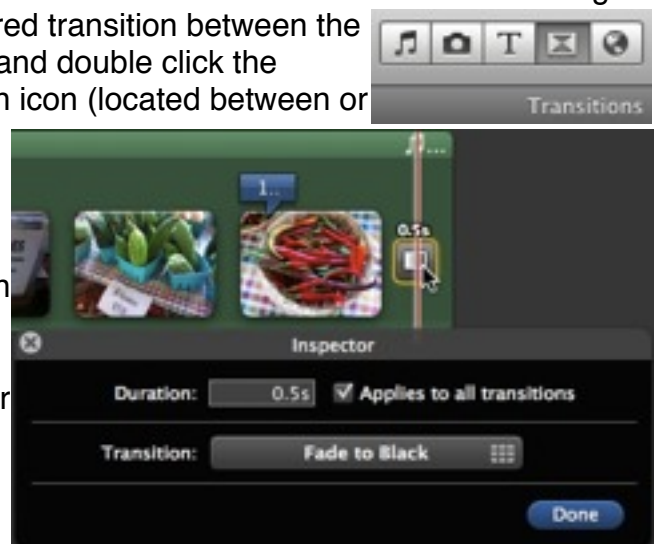 red transition between the
and double click the
n icon (located between or
Transitions
...
1..
0.5s
n
r
Inspector
Duration: 0.5s Applies to all transitions
Transition: Fade to Black
Done